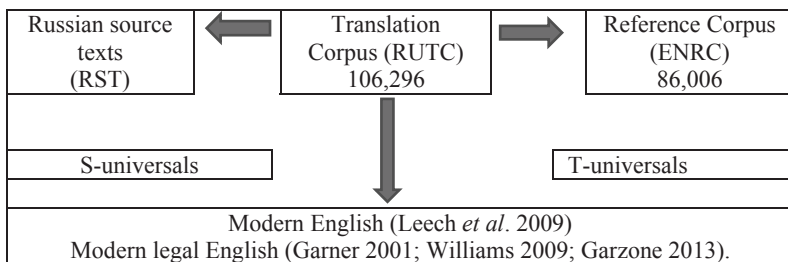 Russian source
texts
(RST)
Translation
Corpus (RUTC)
106,296
Reference Corpus
(ENRC)
86,006
S-universals
T-universals
Modern English (Leech et al. 2009)
Modern legal English (Garner 2001; Williams 2009; Garzone 2013).